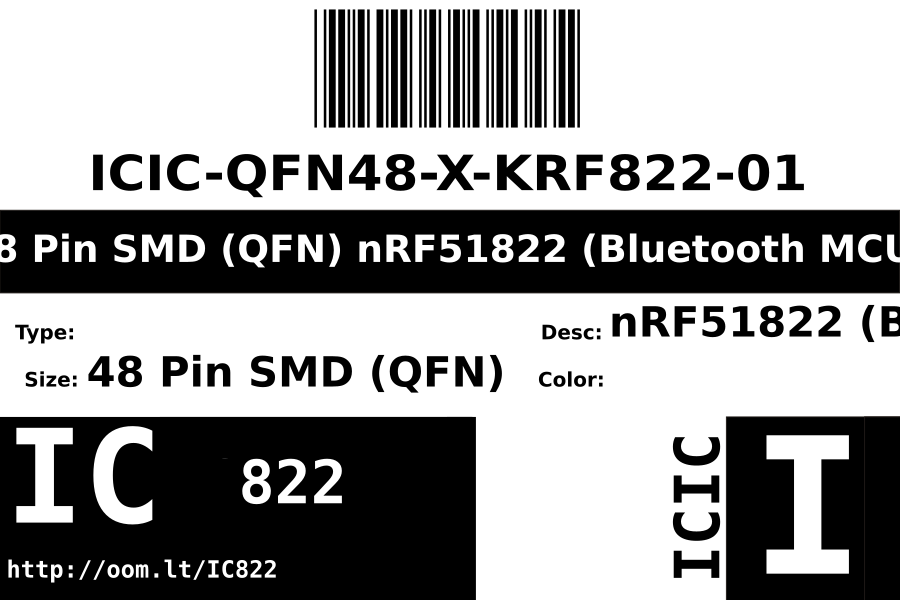 ICIC-QFN48-X-KRF822-01
8 Pin SMD (QFN) nRF51822 (Bluetooth MCU
Type:
Desc: nRF51822 (B
Size: 48 Pin SMD (QFN)
Color:
IC
822
http://oom.lt/IC822
ICIC
I